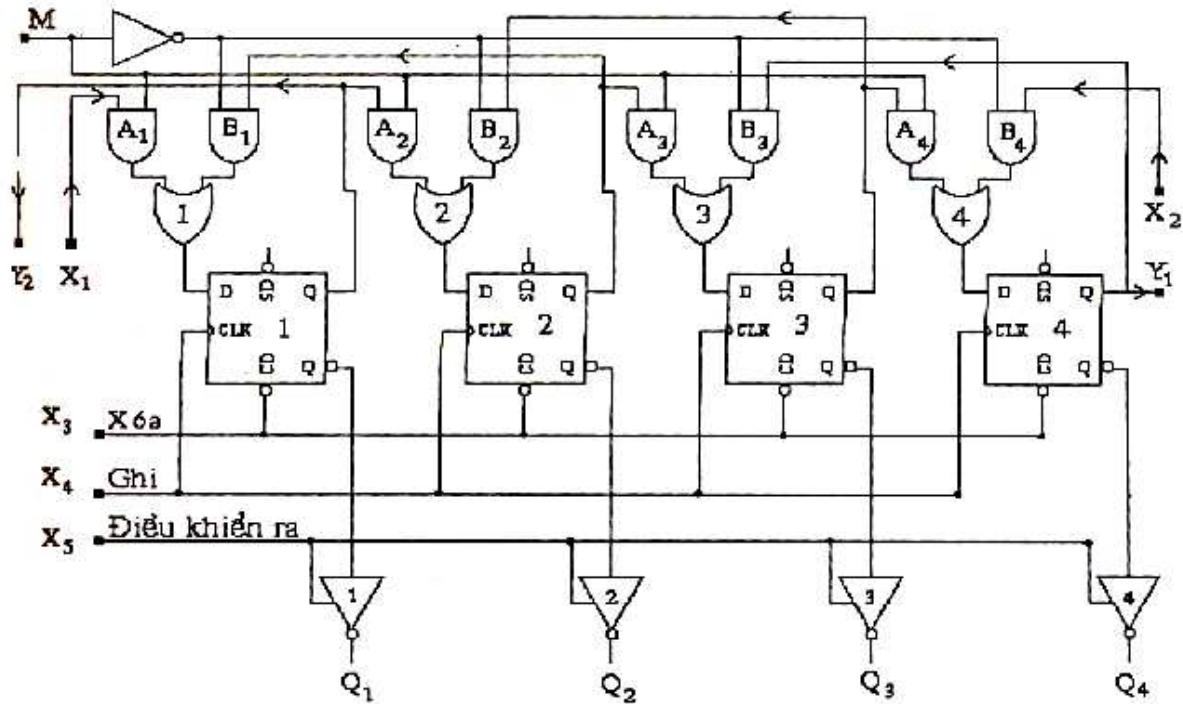 M
A1 B1 A2 B2 A3 B3 A4 B4
1 2 3 4
Y2 X1 X2
Y1
D SD Q D SD Q D SD Q D SD Q
CLK 1 CLK 2 CLK 3 CLK 4
CD Q CD Q CD Q CD Q
X3 X6a
X4 Ghi
X5 Điều khiển ra
1 2 3 4
Q1 Q2 Q3 Q4